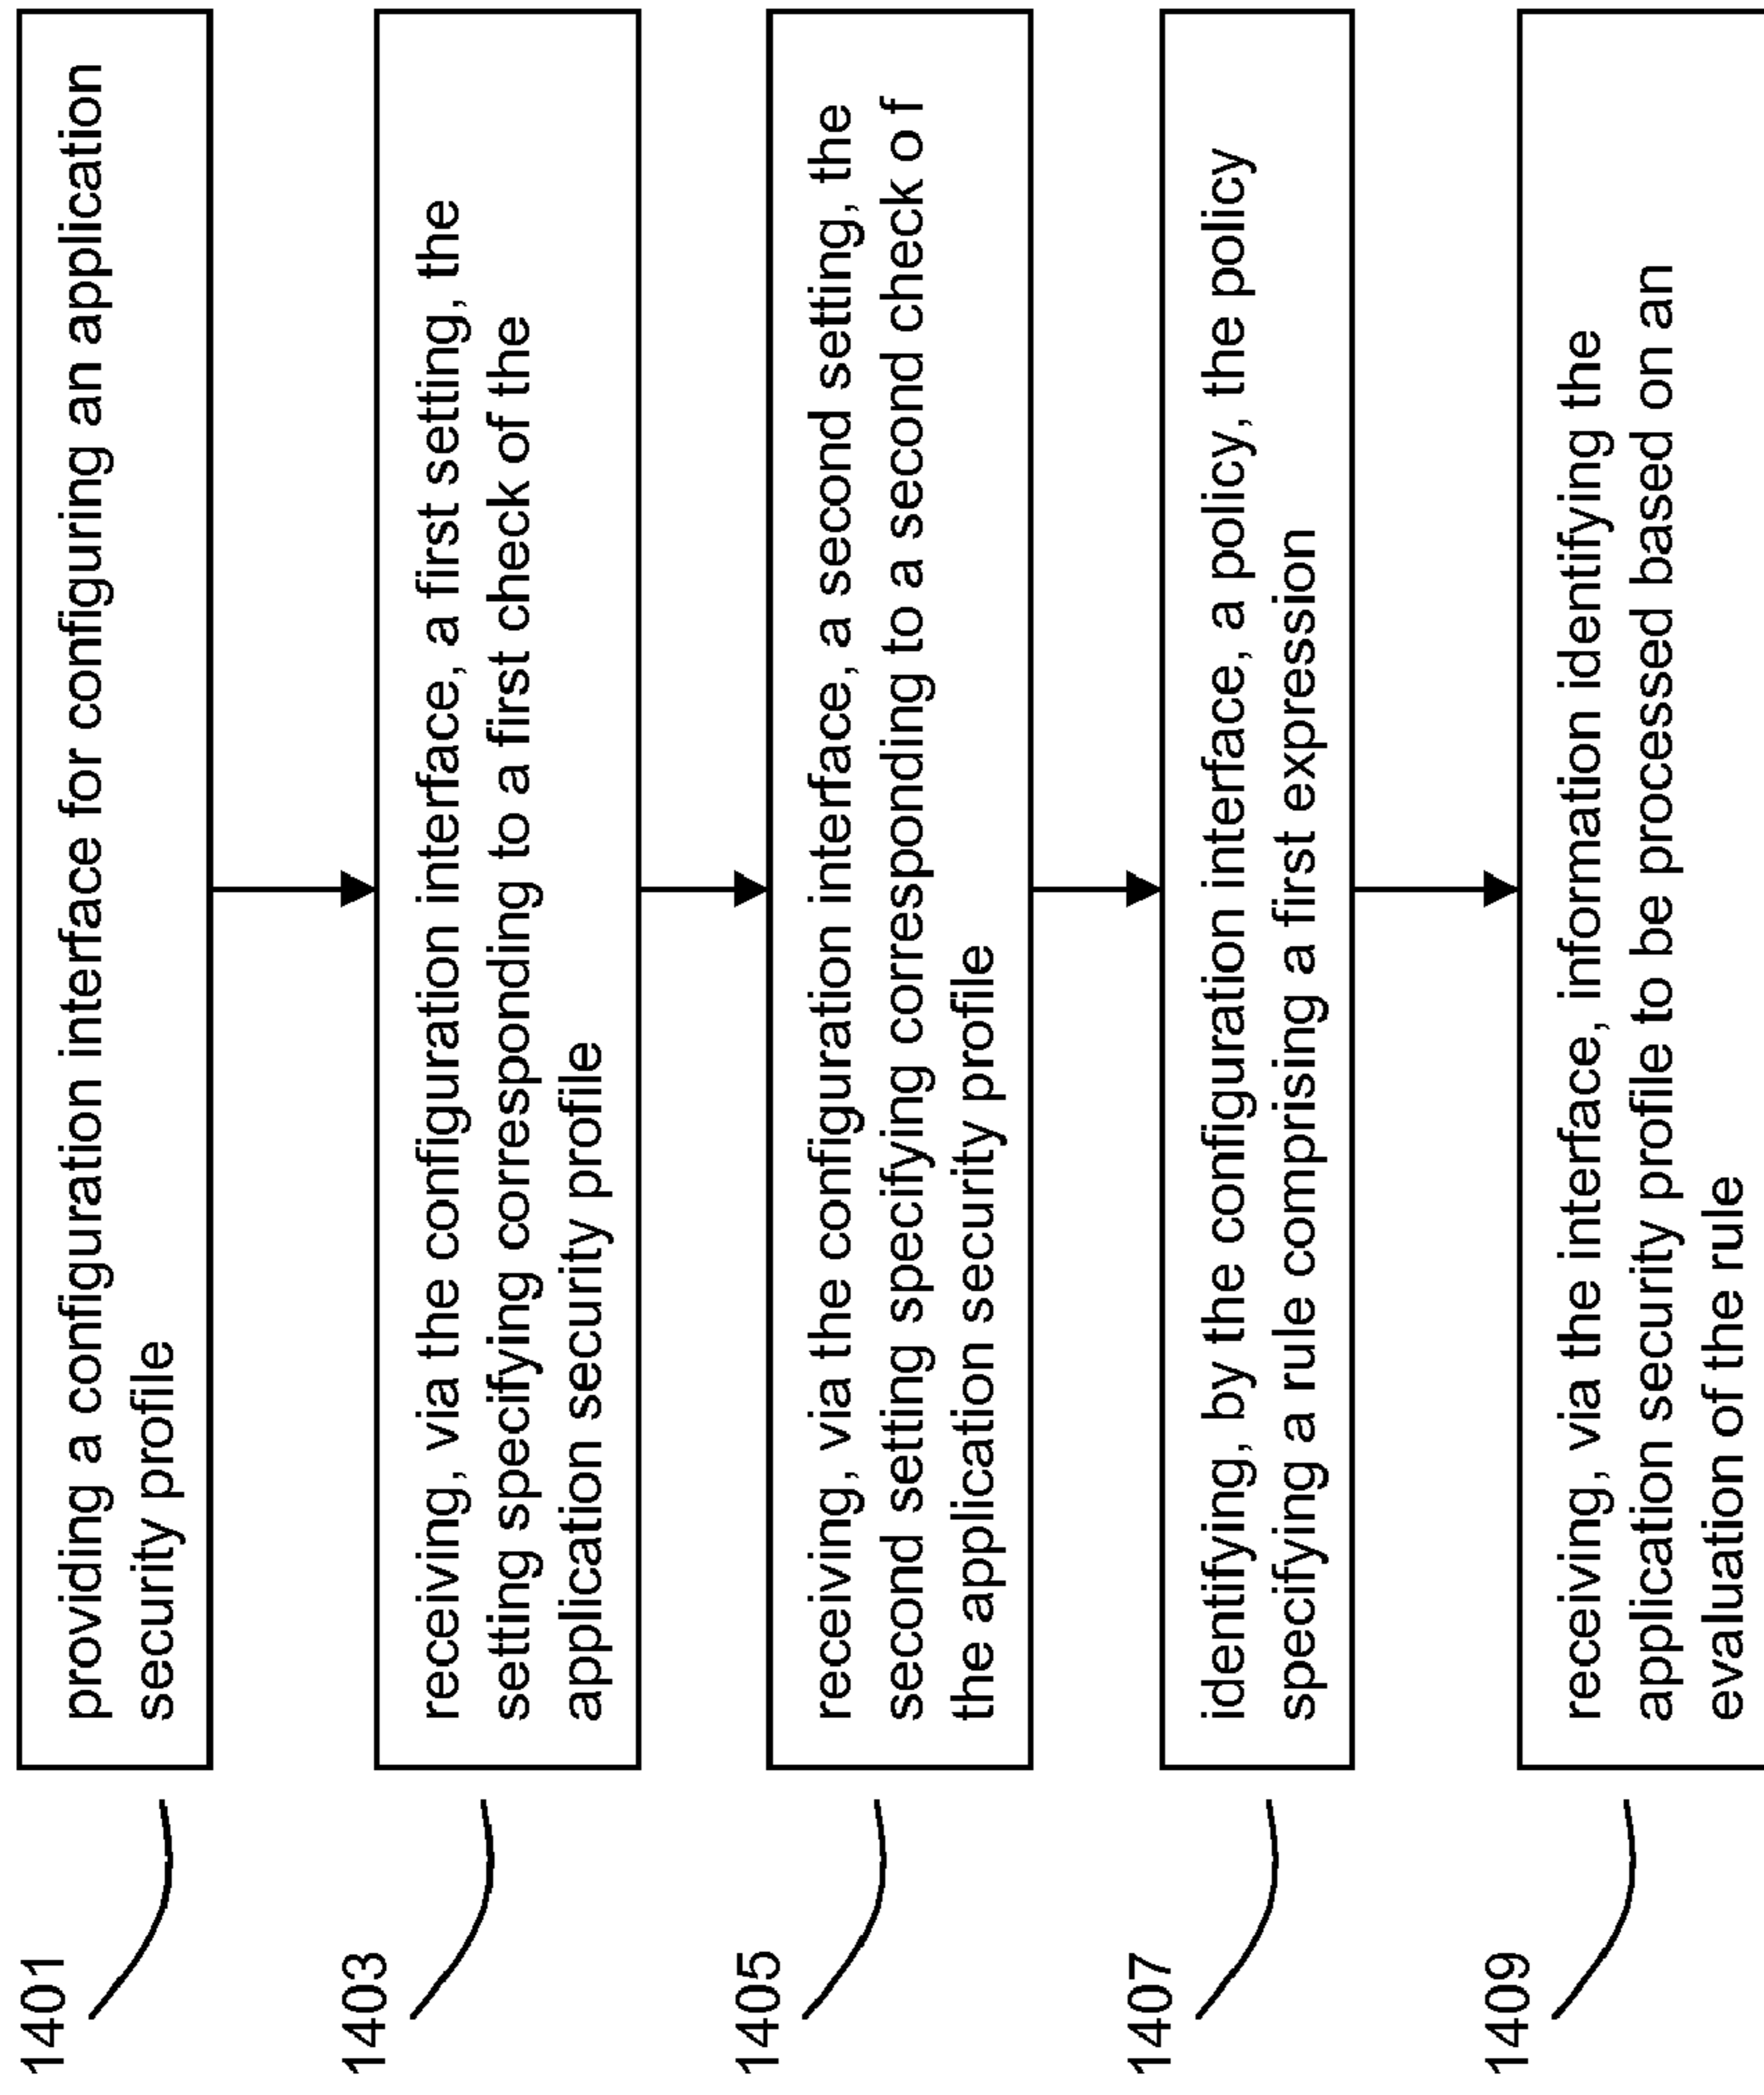 1401
providing a configuration interface for configuring an application
security profile
1403
receiving, via the configuration interface, a first setting, the
setting specifying corresponding to a first check of the
application security profile
1405
receiving, via the configuration interface, a second setting, the
second setting specifying corresponding to a second check o f
the application security profile
1407
identifying, by the configuration interface, a policy, the policy
specifying a rule comprising a first expression
1409
receiving, via the interface, information identifying the
application security profile to be processed based on an
evaluation of the rule